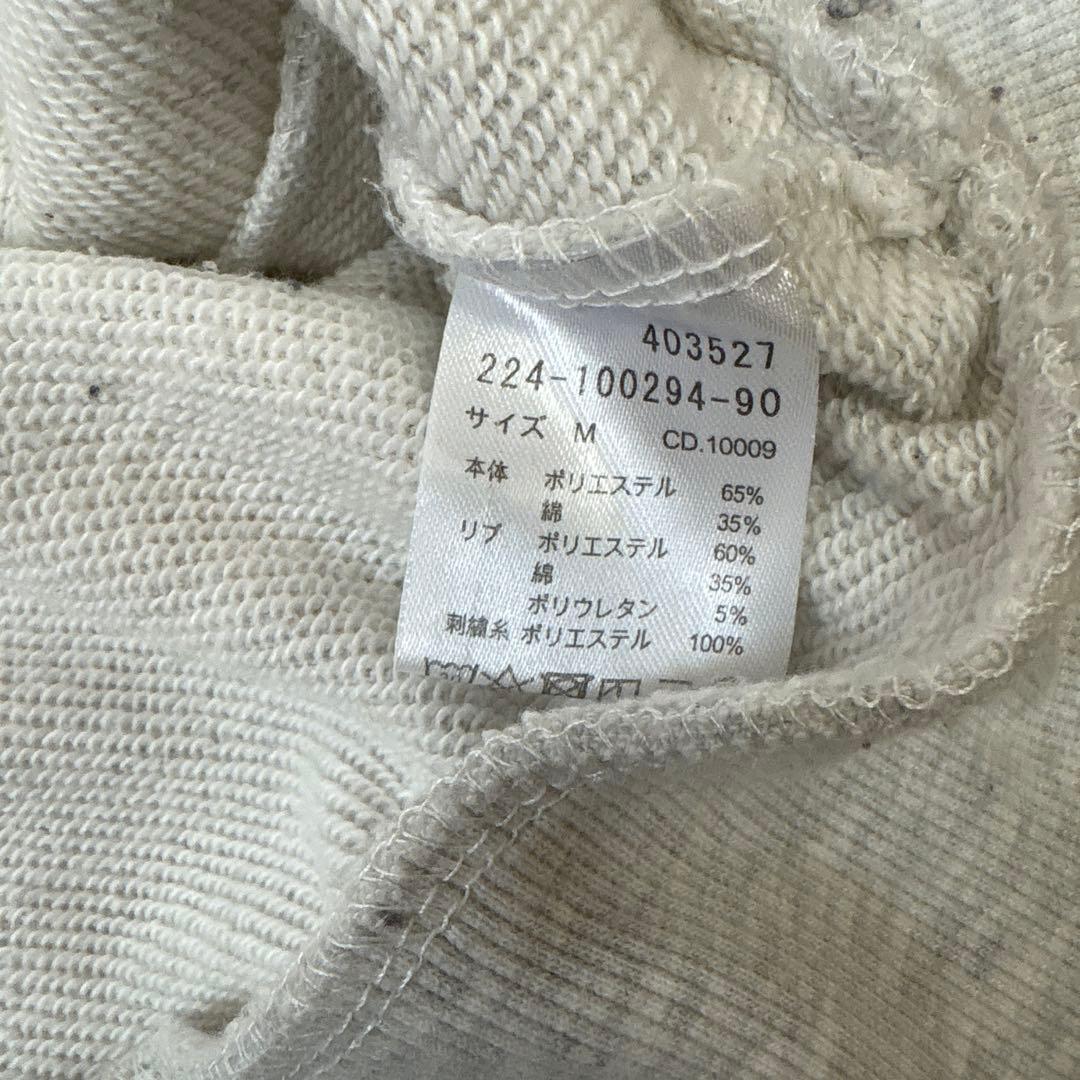 403527
224-100294-90
サイズ M CD.10009
本体 ポリエステル 65%
綿 35%
リブ ポリエステル 60%
綿 35%
ポリウレタン 5%
刺繍糸 ポリエステル 100%